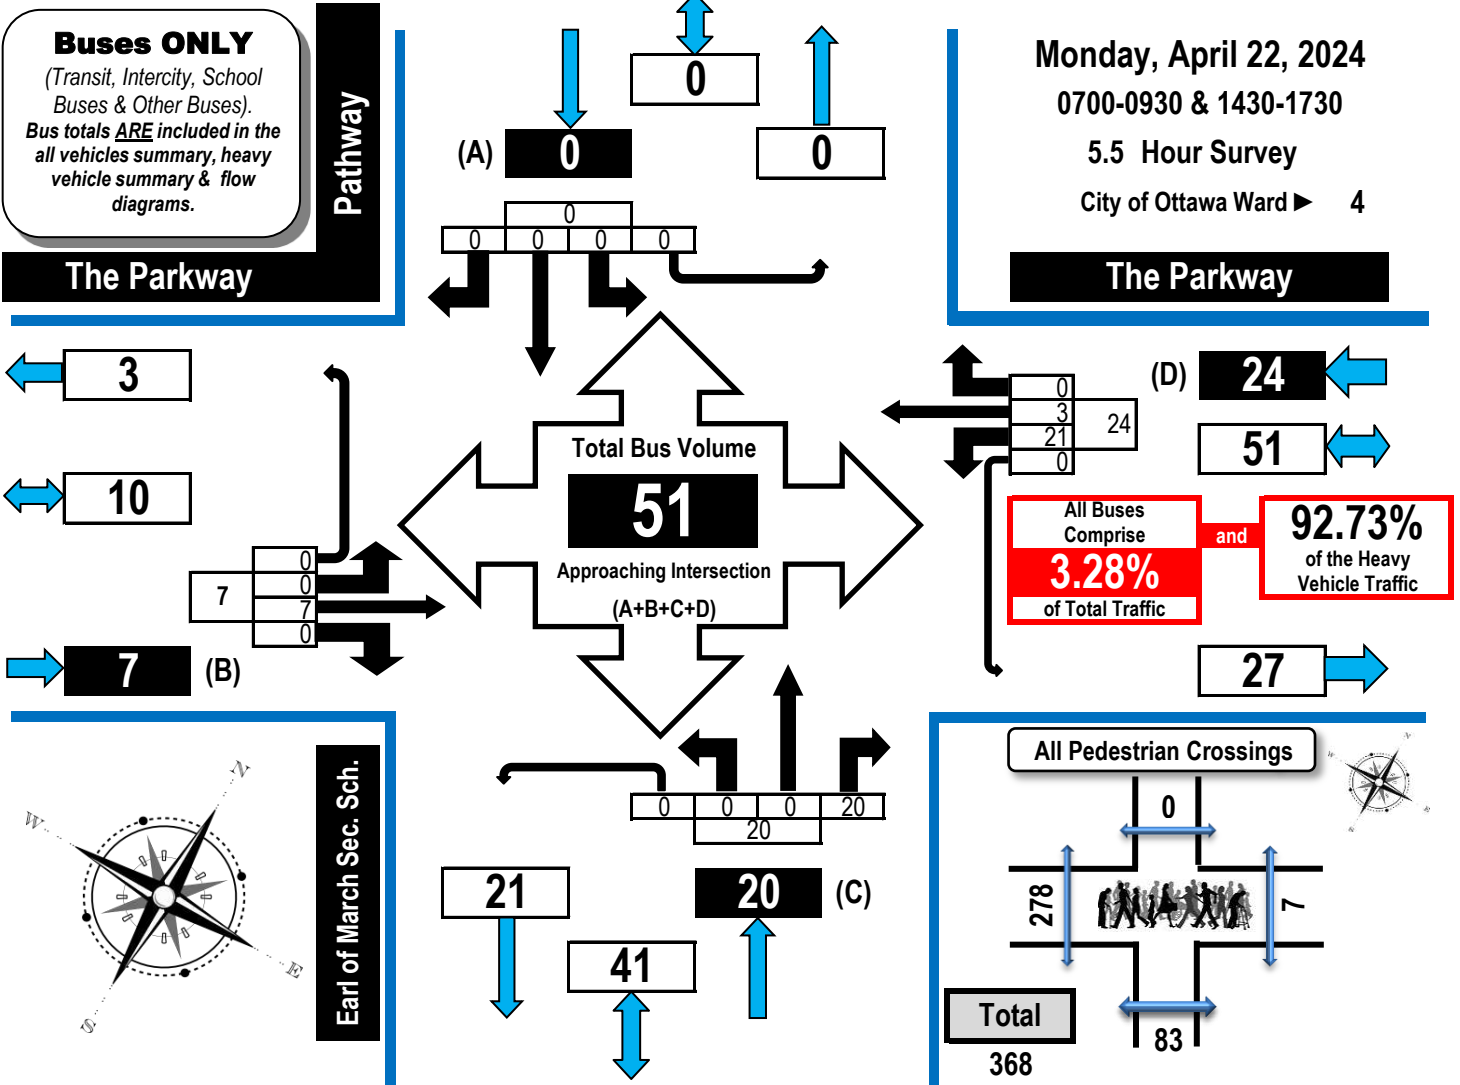 Buses ONLY
(Transit, Intercity, School
Buses & Other Buses).
Bus totals ARE included in the
all vehicles summary, heavy
vehicle summary & flow
diagrams.
Pathway
The Parkway
0
(A)
0
0
0
0
0
0
0
Monday, April 22, 2024
0700-0930 & 1430-1730
5.5 Hour Survey
City of Ottawa Ward ► 4
The Parkway
3
10
0
0
7
7
0
7
(B)
Total Bus Volume
51
Approaching Intersection
(A+B+C+D)
(D)
24
0
3
24
21
0
51
All Buses
Comprise
3.28%
of Total Traffic
and
92.73%
of the Heavy
Vehicle Traffic
27
N
W
E
S
Earl of March Sec. Sch.
0
0
0
20
20
21
20
(C)
41
All Pedestrian Crossings
N
W
E
S
0
278
7
83
Total
368